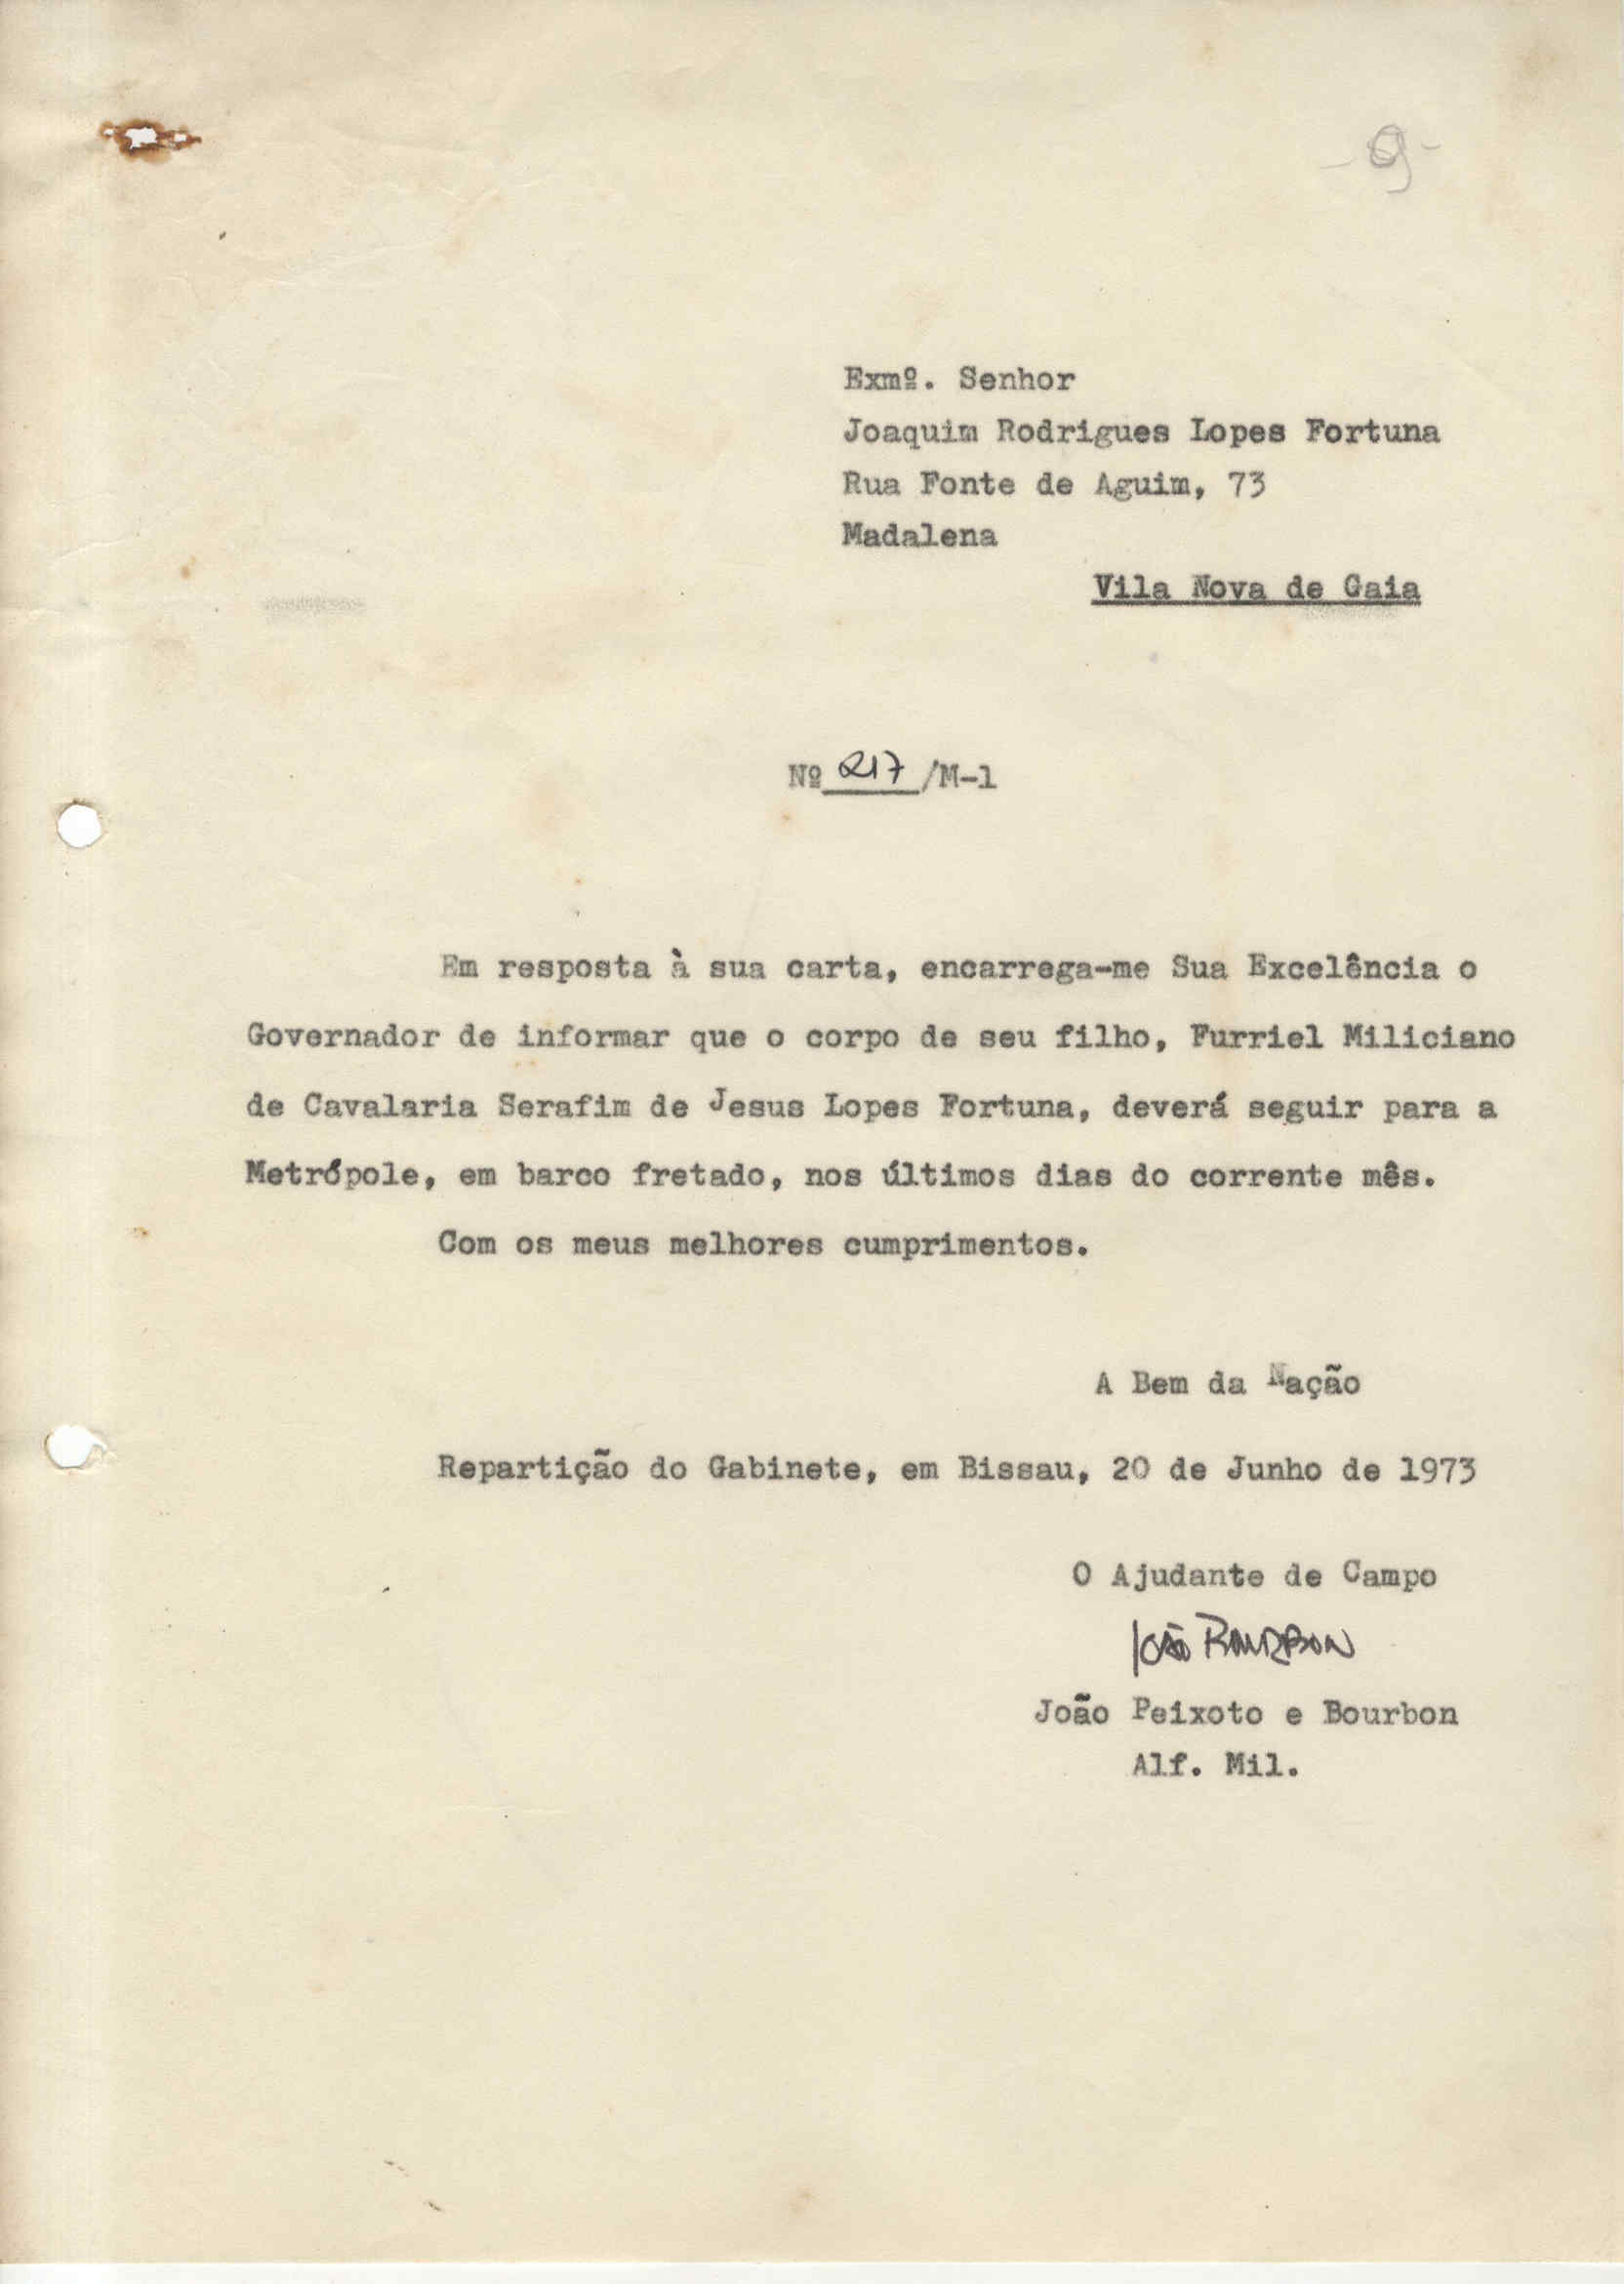 - 9 -
Exmº. Senhor
Joaquim Rodrigues Lopes Fortuna
Rua Fonte de Aguim, 73
Madalena
Vila Nova de Gaia
Nº 217 /M-1
Em resposta à sua carta, encarrega-me Sua Excelência o
Governador de informar que o corpo de seu filho, Furriel Miliciano
de Cavalaria Serafim de Jesus Lopes Fortuna, deverá seguir para a
Metrópole, em barco fretado, nos últimos dias do corrente mês.
Com os meus melhores cumprimentos.
A Bem da Nação
Repartição do Gabinete, em Bissau, 20 de Junho de 1973
O Ajudante de Campo
João Bourbon
João Peixoto e Bourbon
Alf. Mil.